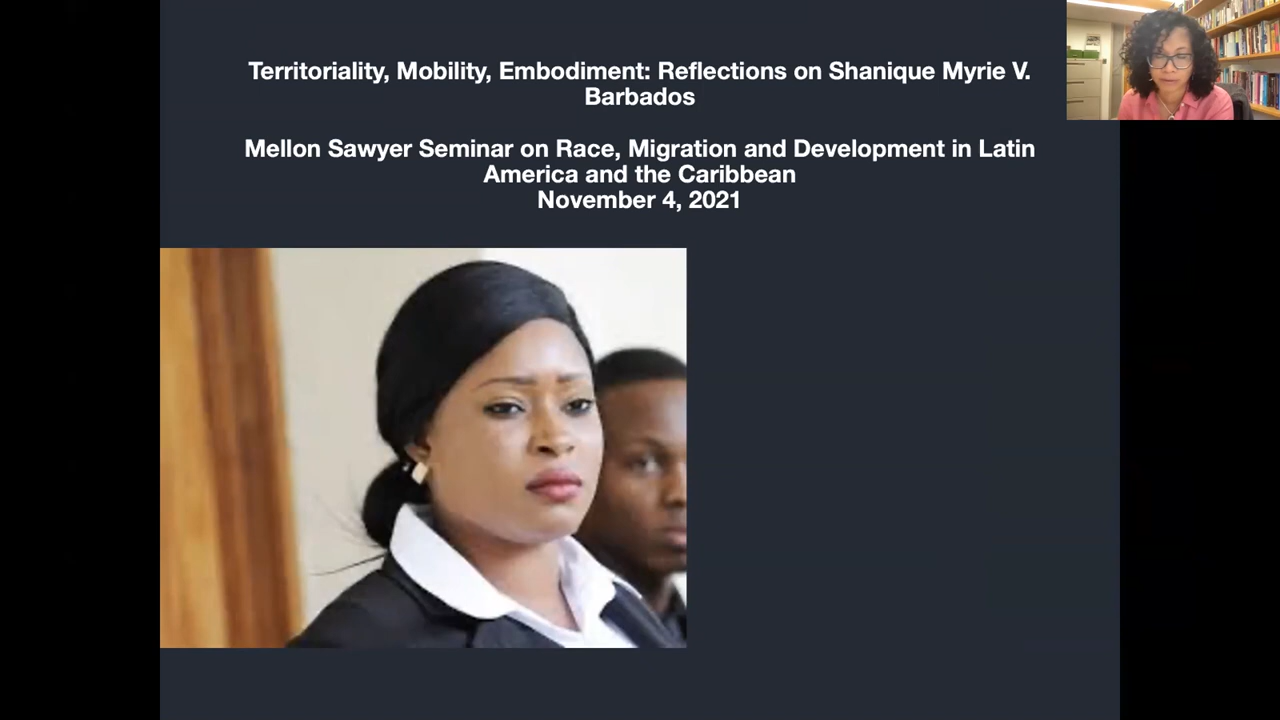 Territoriality, Mobility, Embodiment: Reflections on Shanique Myrie V.
Barbados
Mellon Sawyer Seminar on Race, Migration and Development in Latin
America and the Caribbean
November 4, 2021